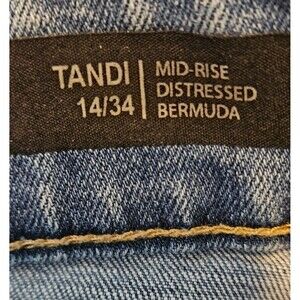 TANDI
14/34
MID-RISE
DISTRESSED
BERMUDA